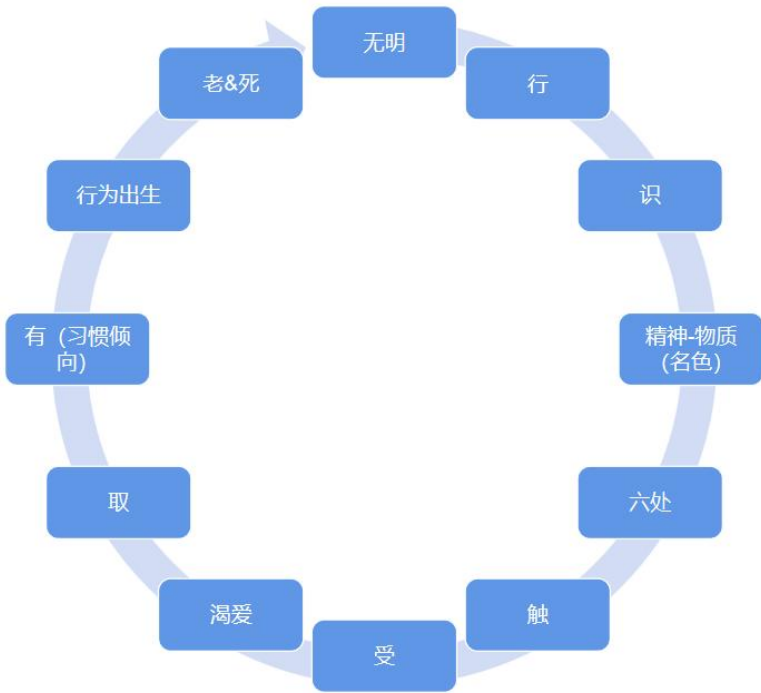 无明
行
识
精神-物质
(名色)
六处
触
受
渴爱
取
有 (习惯倾
向)
行为出生
老&死